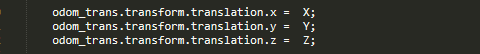 odom_trans.transform.translation.x =  X;
odom_trans.transform.translation.y =  Y;
odom_trans.transform.translation.z =  Z;